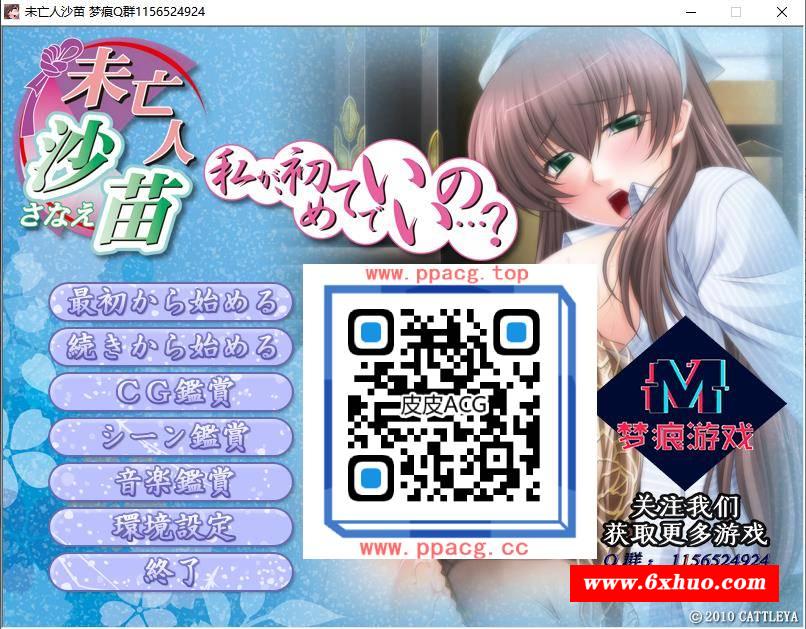 未亡人沙苗 梦痕Q群1156524924
未亡人
沙苗
さなえ
私が初めてでいいの…?
www.ppacg.top
皮皮ACG
www.ppacg.cc
最初から始める
続きから始める
CG鑑賞
シーン鑑賞
音楽鑑賞
環境設定
終了
M
梦痕游戏
关注我们
获取更多游戏
Q群：1156524924
www.6xhuo.com
©2010 CATTLEYA